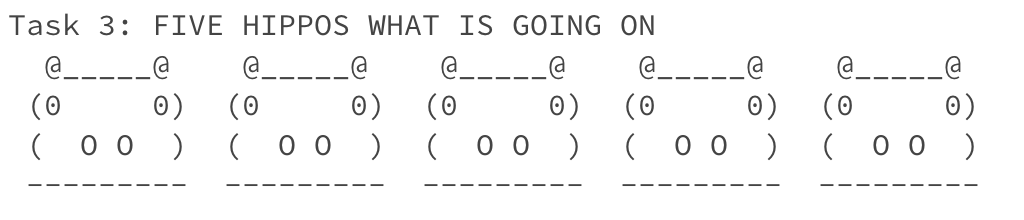 Task 3: FIVE HIPPOS WHAT IS GOING ON
  @_____@    @_____@    @_____@    @_____@    @_____@
 (0     0)  (0     0)  (0     0)  (0     0)  (0     0)
 (  O O  )  (  O O  )  (  O O  )  (  O O  )  (  O O  )
 ---------  ---------  ---------  ---------  ---------